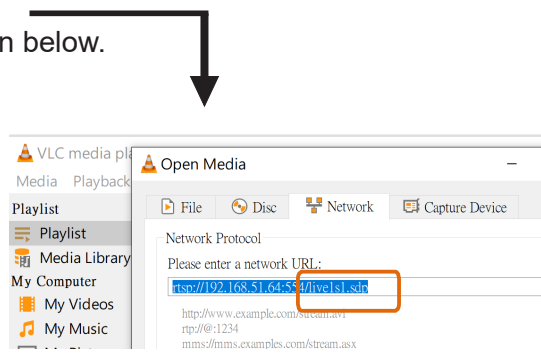 n below.
VLC media pla
Open Media
Media Playback
File Disc Network Capture Device
Playlist
Playlist
Network Protocol
Media Library
Please enter a network URL:
My Computer
rtsp://192.168.51.64:554/live1s1.sdp
My Videos
http://www.example.com/stream.avi
My Music
rtp://@:1234
mms://mms.examples.com/stream.asx